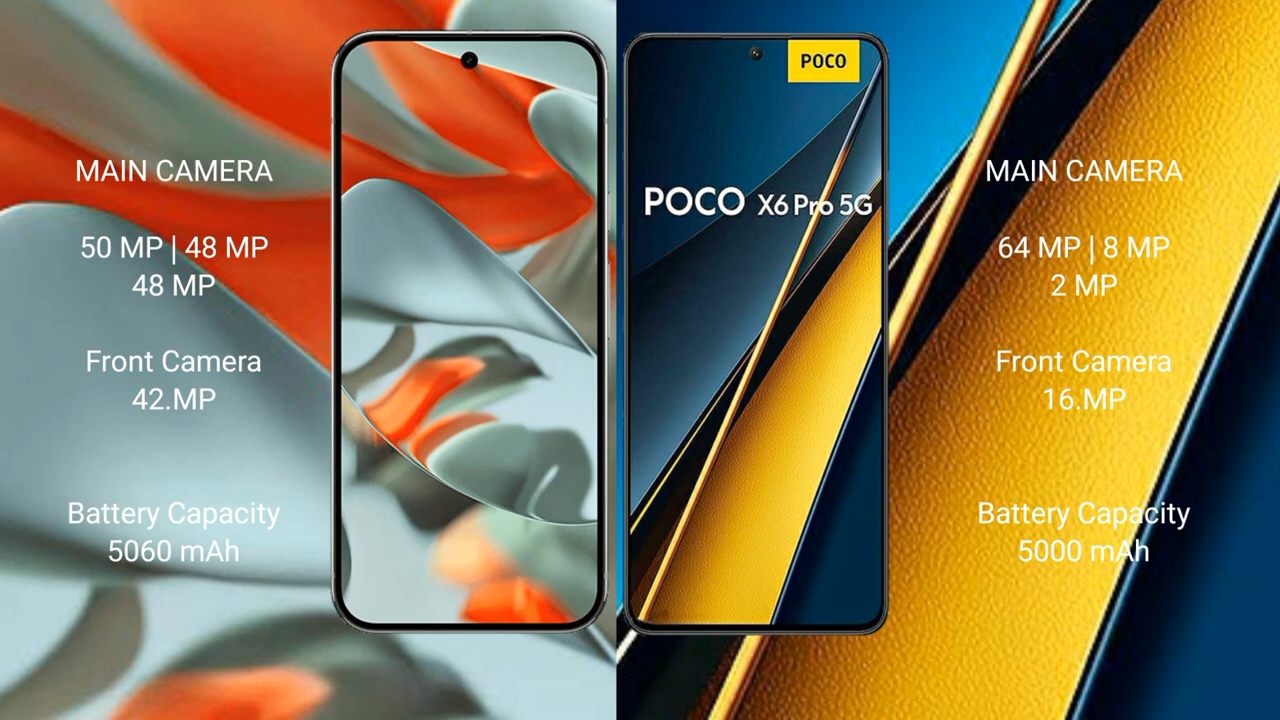 MAIN CAMERA
50 MP | 48 MP
48 MP
Front Camera
42.MP
Battery Capacity
5060 mAh
POCO
POCO X6 Pro 5G
MAIN CAMERA
64 MP | 8 MP
2 MP
Front Camera
16.MP
Battery Capacity
5000 mAh